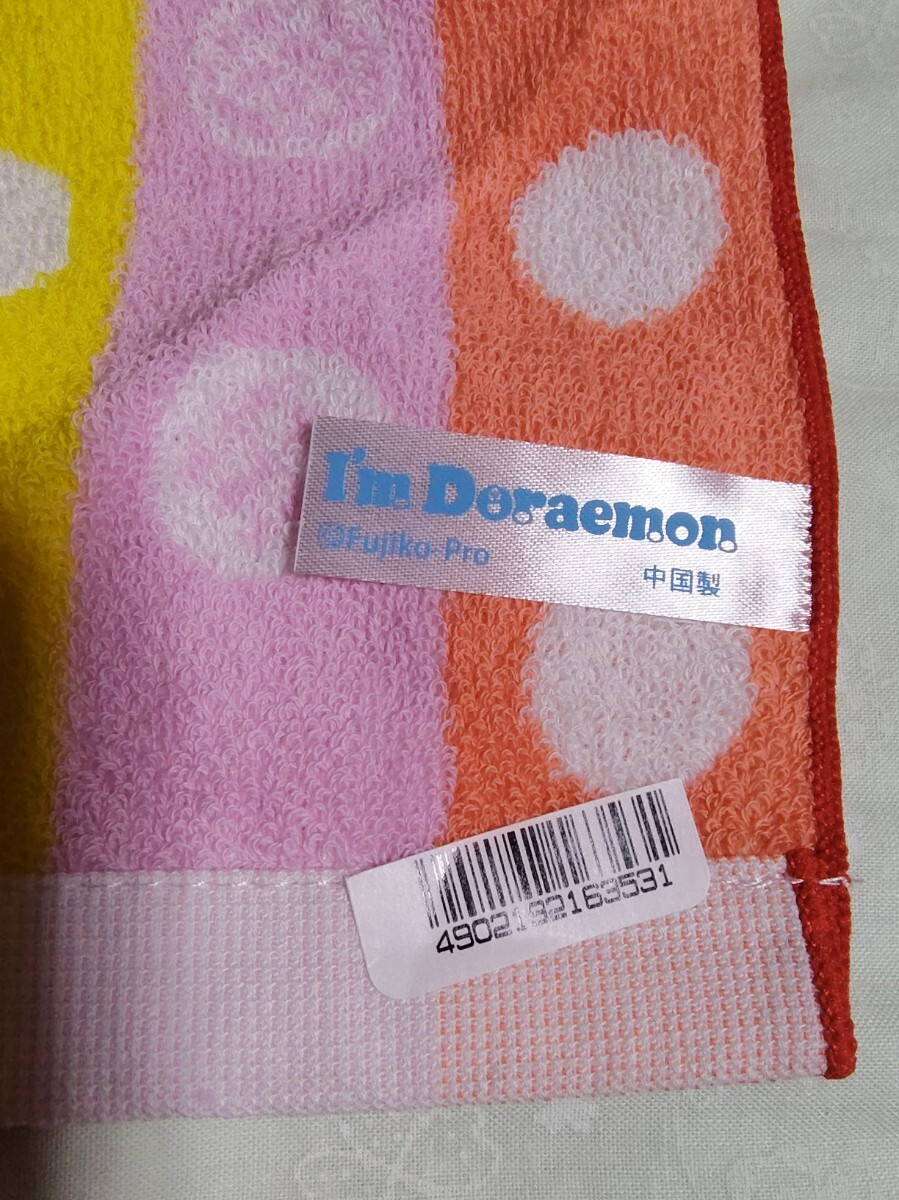 I'm Doraemon
©Fujiko-Pro
中国製
4902192163531